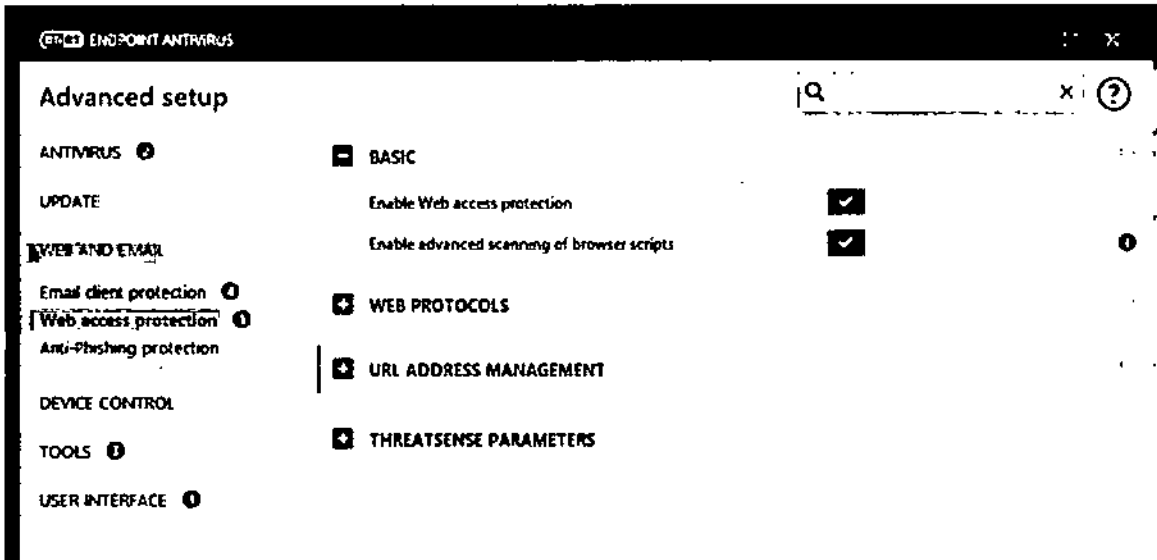 ENDPOINT ANTIVIRUS
Advanced setup
ANTIVIRUS
UPDATE
WEB AND EMAIL
Email client protection
Web access protection
Anti-Phishing protection
DEVICE CONTROL
TOOLS
USER INTERFACE
BASIC
Enable Web access protection
Enable advanced scanning of browser scripts
WEB PROTOCOLS
URL ADDRESS MANAGEMENT
THREATSENSE PARAMETERS